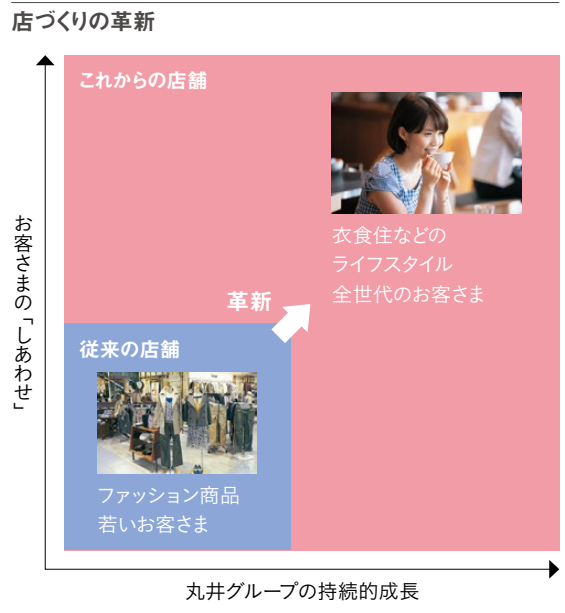 店づくりの革新
これからの店舗
衣食住などの
ライフスタイル
全世代のお客さま
革新
従来の店舗
ファッション商品
若いお客さま
お客さまの「しあわせ」
丸井グループの持続的成長